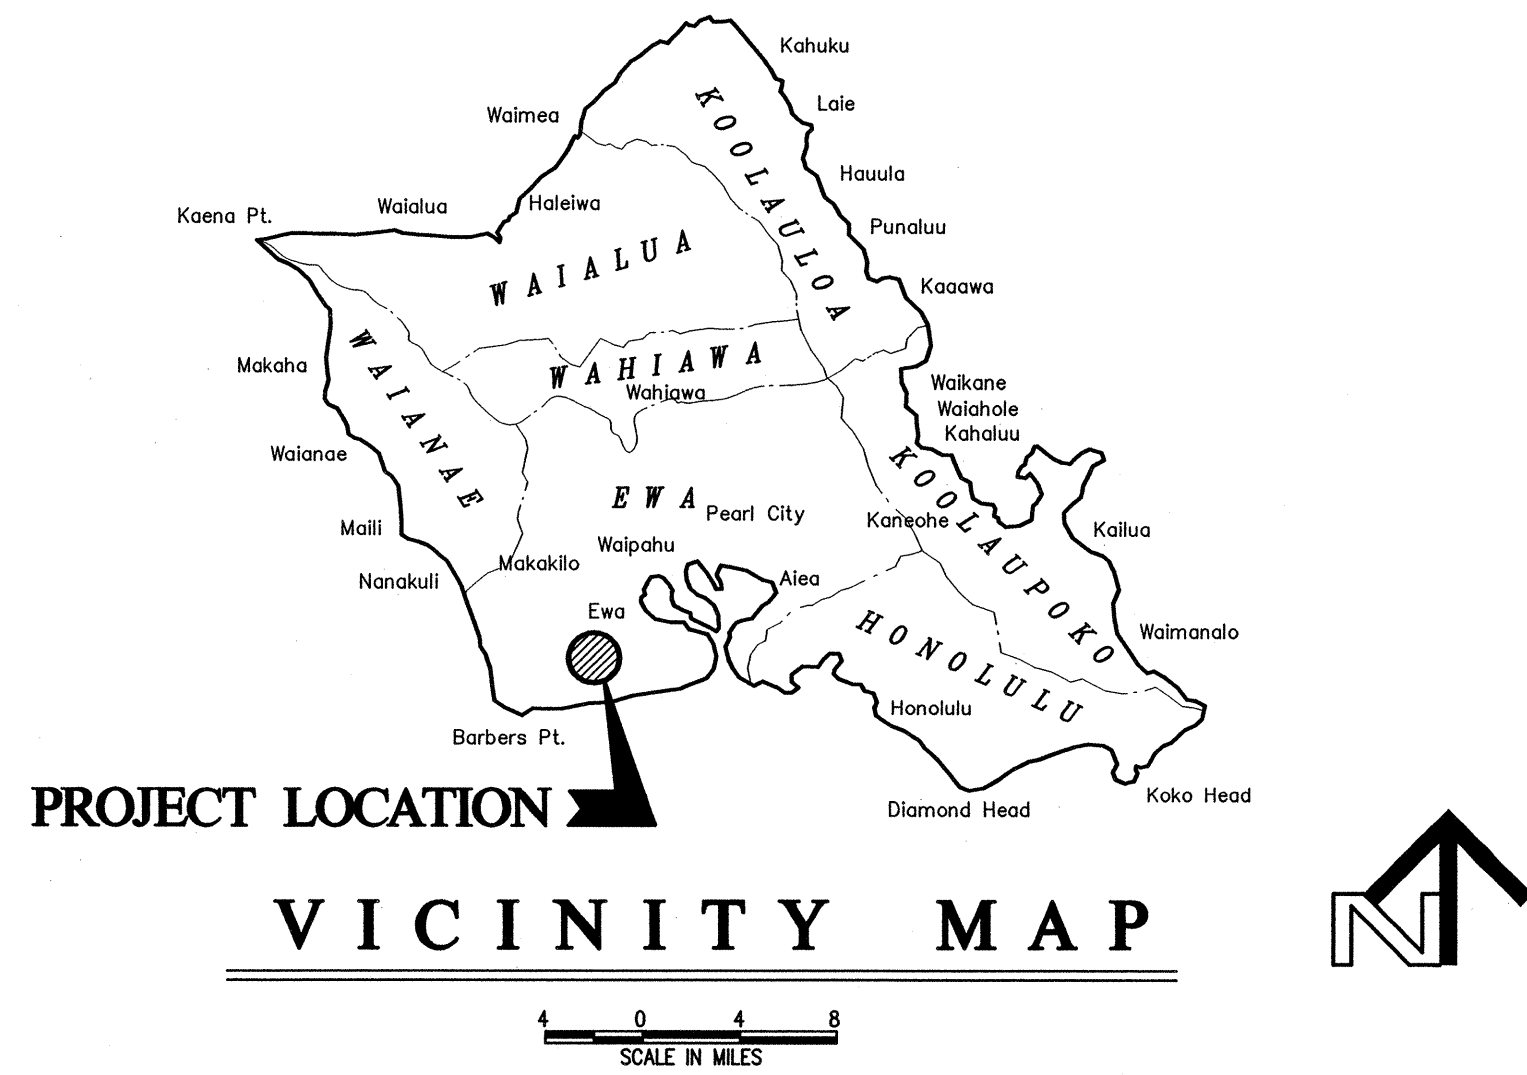 Kahuku
KOOLAULOA
Laie
Waimea
Hauula
Haleiwa
Waialua
Kaena Pt.
Punaluu
WAIALUA
Kaaawa
WAIANAE
WAHIAWA
Makaha
Wahiawa
Waikane
Waiahole
Kahaluu
Waianae
KOOLAUPOKO
EWA
Pearl City
Kaneohe
Maili
Kailua
Waipahu
Makakilo
Nanakuli
Aiea
Ewa
HONOLULU
Waimanalo
Honolulu
Barbers Pt.
Koko Head
Diamond Head
PROJECT LOCATION
VICINITY MAP
N
4 0 4 8
SCALE IN MILES